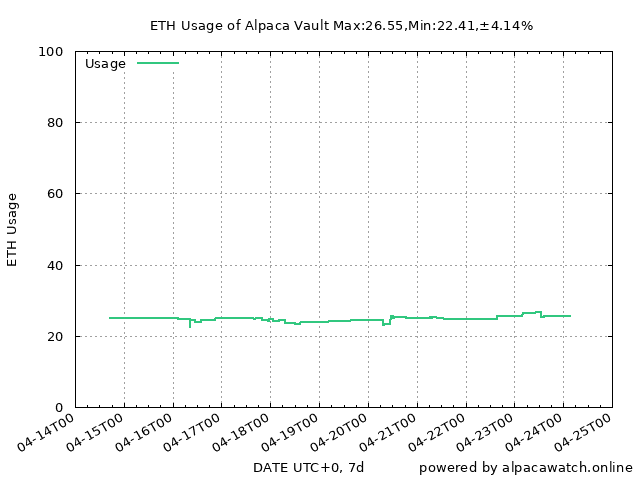 ETH Usage of Alpaca Vault Max:26.55,Min:22.41,±4.14%
Usage
ETH Usage
100
80
60
40
20
0
04-14T00
04-15T00
04-16T00
04-17T00
04-18T00
04-19T00
04-20T00
04-21T00
04-22T00
04-23T00
04-24T00
04-25T00
DATE UTC+0, 7d
powered by alpacawatch.online